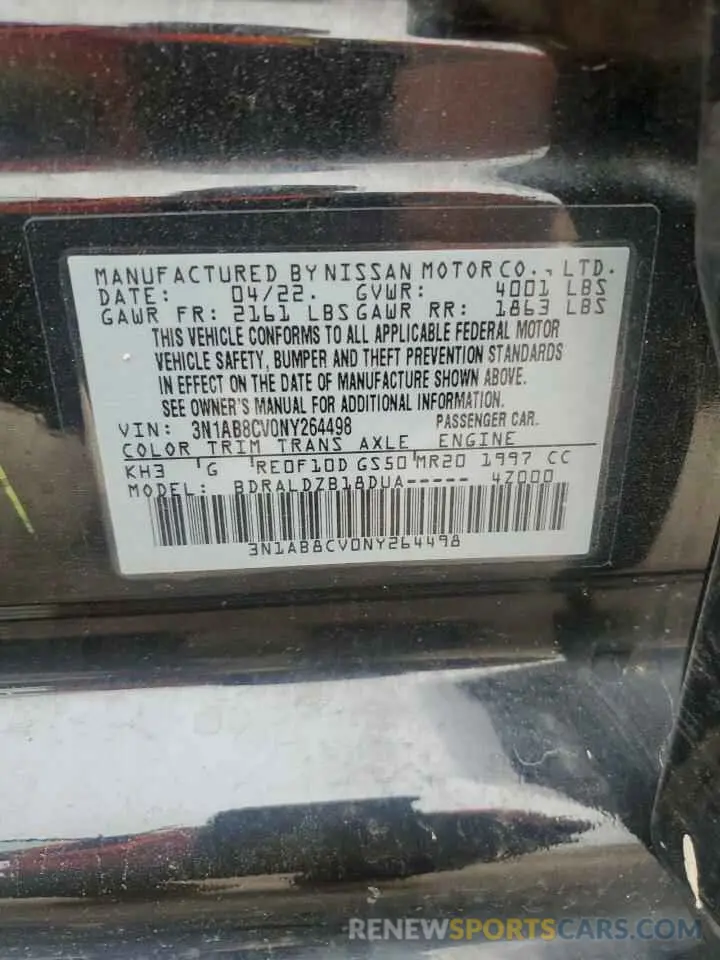 MANUFACTURED BY NISSAN MOTOR CO., LTD.
DATE: 04/22. GVWR: 4001 LBS
GAWR FR: 2161 LBS GAWR RR: 1863 LBS
THIS VEHICLE CONFORMS TO ALL APPLICABLE FEDERAL MOTOR
VEHICLE SAFETY, BUMPER AND THEFT PREVENTION STANDARDS
IN EFFECT ON THE DATE OF MANUFACTURE SHOWN ABOVE.
SEE OWNER'S MANUAL FOR ADDITIONAL INFORMATION.
VIN: 3N1AB8CV0NY264498 PASSENGER CAR.
COLOR TRIM TRANS AXLE ENGINE
KH3 G RE0F10D GS50 MR20 1997 CC
MODEL: BDRALDZB18DUA----- 4Z000
3N1AB8CV0NY264498
RENEWSPORTSCARS.COM